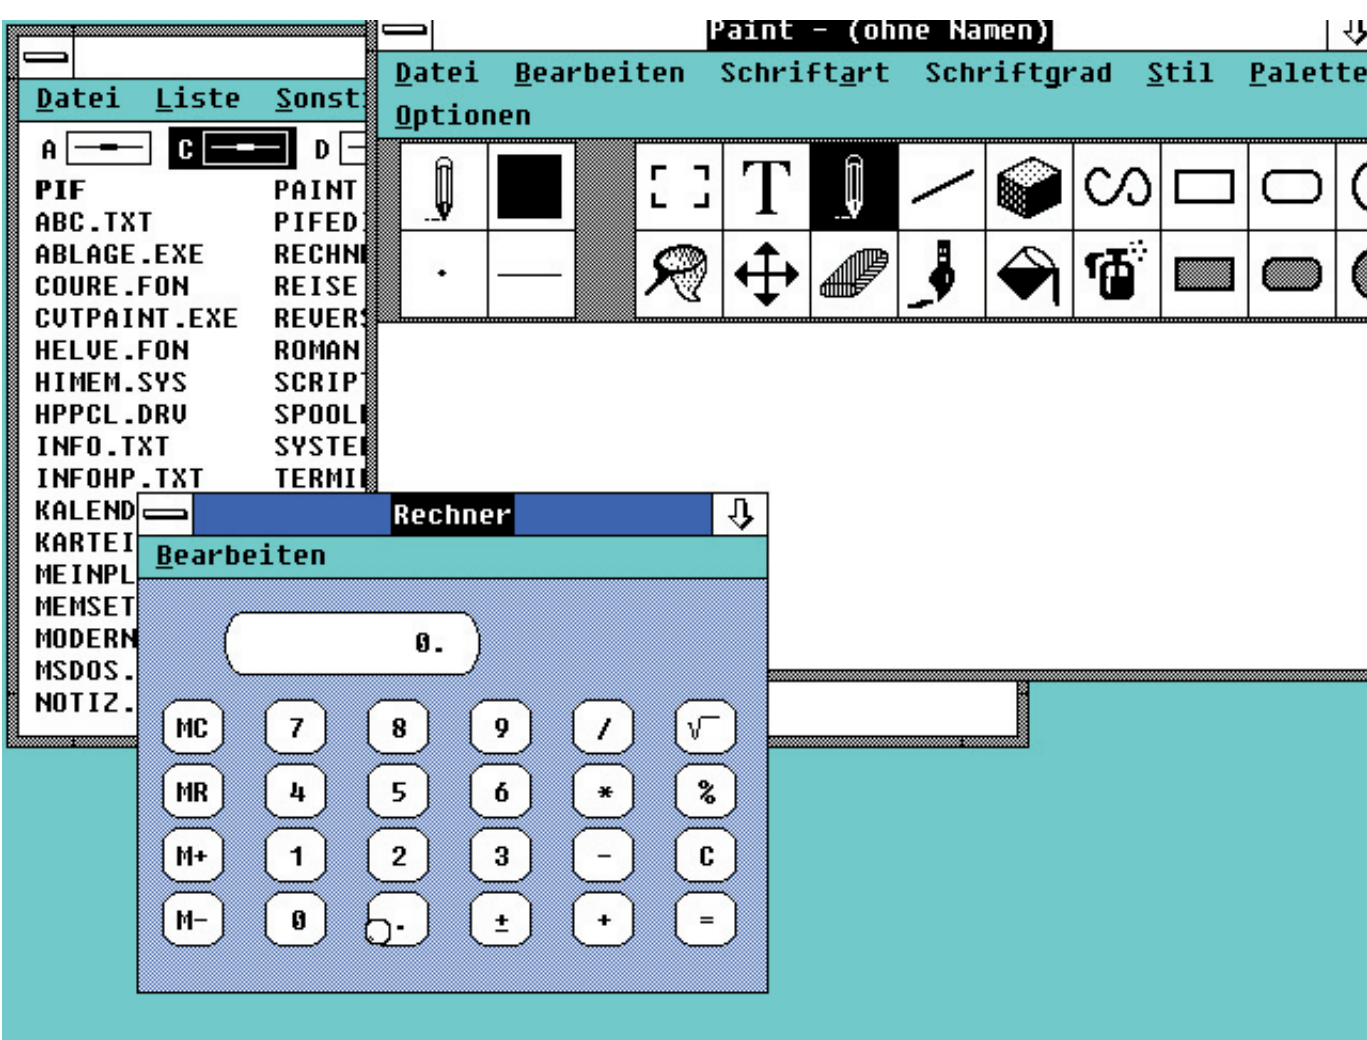 Paint - (ohne Namen)
Datei Bearbeiten Schriftart Schriftgrad Stil Palette
Optionen
T
Datei Liste Sonst
A C D
PIF PAINT
ABC.TXT PIFED
ABLAGE.EXE RECHN
COURE.FON REISE
CVTPAINT.EXE REVERS
HELVE.FON ROMAN
HIMEM.SYS SCRIPT
HPPCL.DRV SPOOL
INFO.TXT SYSTE
INFOHP.TXT TERMI
KALEND
KARTEI
MEINPL
MEMSET
MODERN
MSDOS.
NOTIZ.
Rechner
Bearbeiten
0.
MC 7 8 9 / √
MR 4 5 6 * %
M+ 1 2 3 - C
M- 0 . ± + =